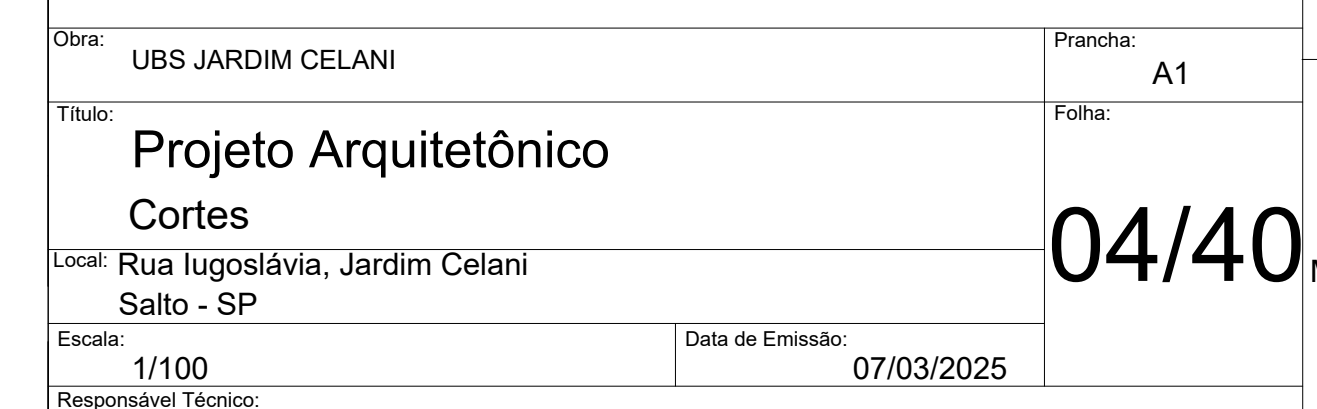 Obra:
UBS JARDIM CELANI
Prancha:
A1
Título:
Projeto Arquitetônico
Cortes
Folha:
04/40
Local: Rua Iugoslávia, Jardim Celani
Salto - SP
Escala:
1/100
Data de Emissão:
07/03/2025
Responsável Técnico: